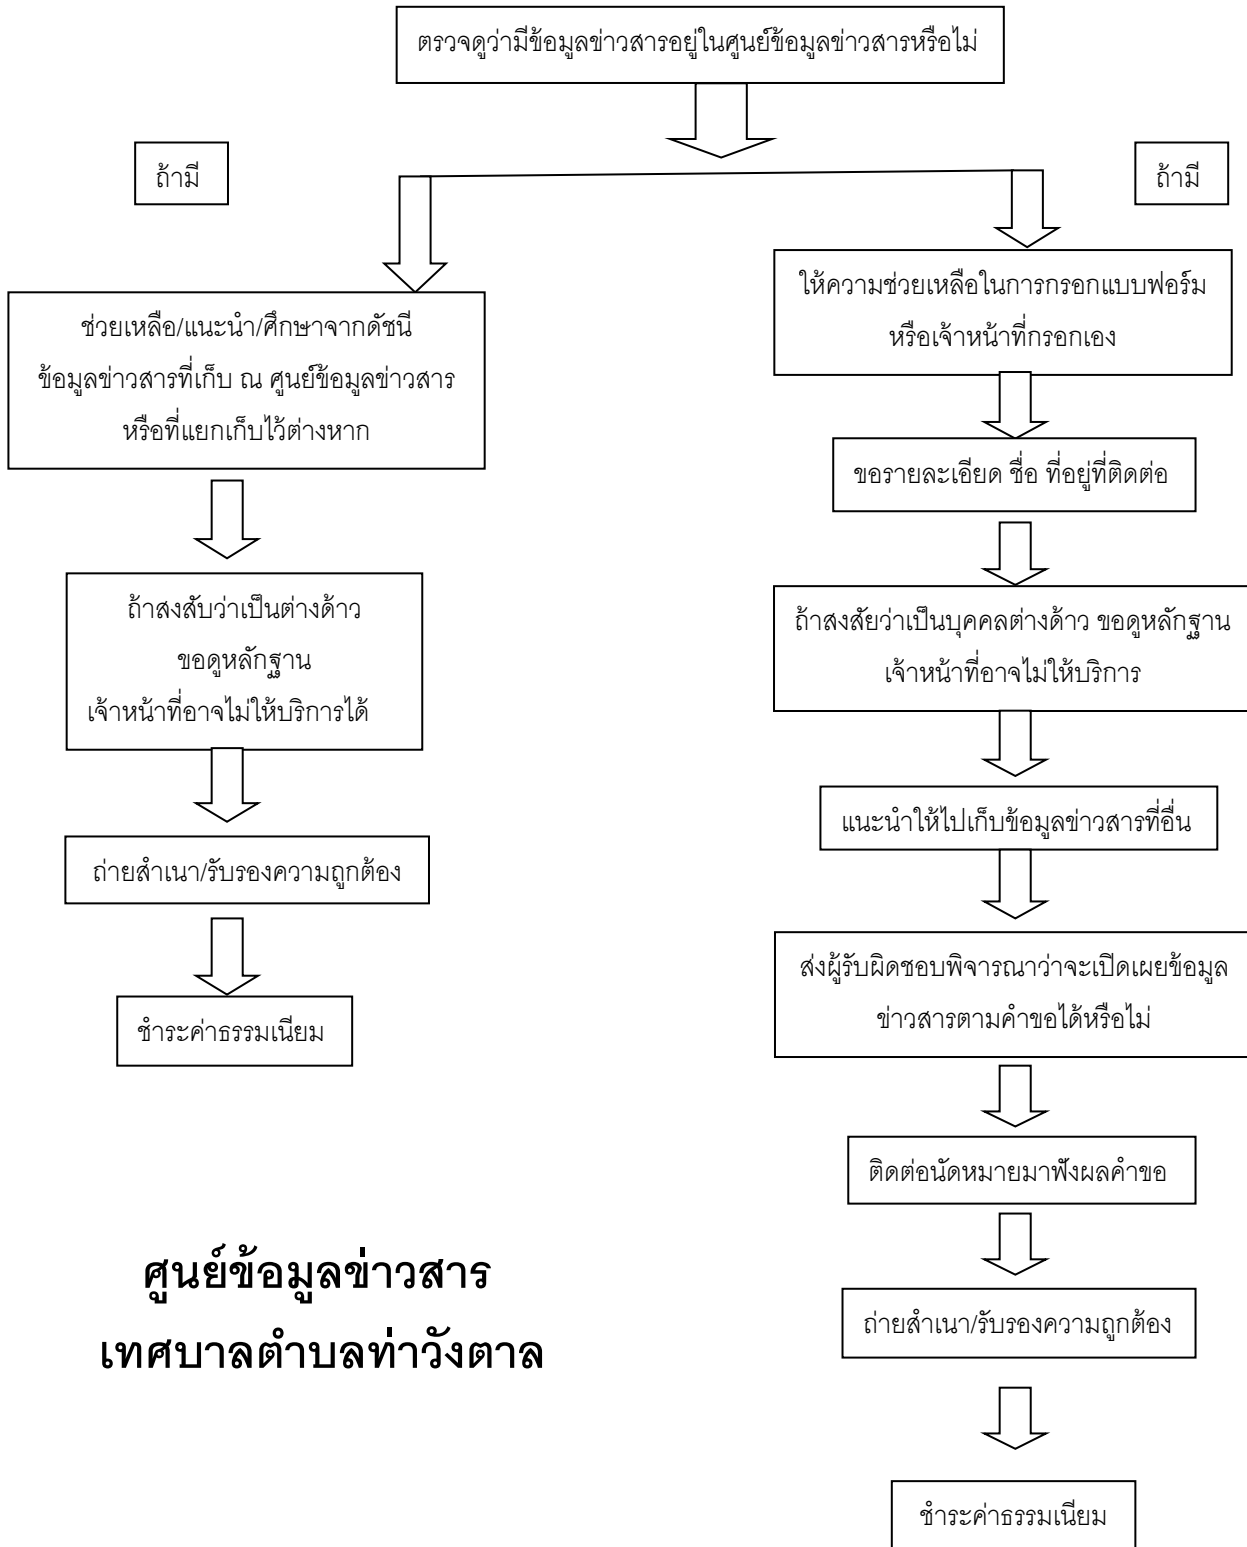 ตรวจดูว่ามีข้อมูลข่าวสารอยู่ในศูนย์ข้อมูลข่าวสารหรือไม่
ถ้ามี
ถ้ามี
ช่วยเหลือ/แนะนำ/ศึกษาจากดัชนี
ข้อมูลข่าวสารที่เก็บ ณ ศูนย์ข้อมูลข่าวสาร
หรือที่แยกเก็บไว้ต่างหาก
ถ้าสงสับว่าเป็นต่างด้าว
ขอดูหลักฐาน
เจ้าหน้าที่อาจไม่ให้บริการได้
ถ่ายสำเนา/รับรองความถูกต้อง
ชำระค่าธรรมเนียม
ให้ความช่วยเหลือในการกรอกแบบฟอร์ม
หรือเจ้าหน้าที่กรอกเอง
ขอรายละเอียด ชื่อ ที่อยู่ที่ติดต่อ
ถ้าสงสัยว่าเป็นบุคคลต่างด้าว ขอดูหลักฐาน
เจ้าหน้าที่อาจไม่ให้บริการ
แนะนำให้ไปเก็บข้อมูลข่าวสารที่อื่น
ส่งผู้รับผิดชอบพิจารณาว่าจะเปิดเผยข้อมูล
ข่าวสารตามคำขอได้หรือไม่
ติดต่อนัดหมายมาฟังผลคำขอ
ถ่ายสำเนา/รับรองความถูกต้อง
ชำระค่าธรรมเนียม
ศูนย์ข้อมูลข่าวสาร
เทศบาลตำบลท่าวังตาล